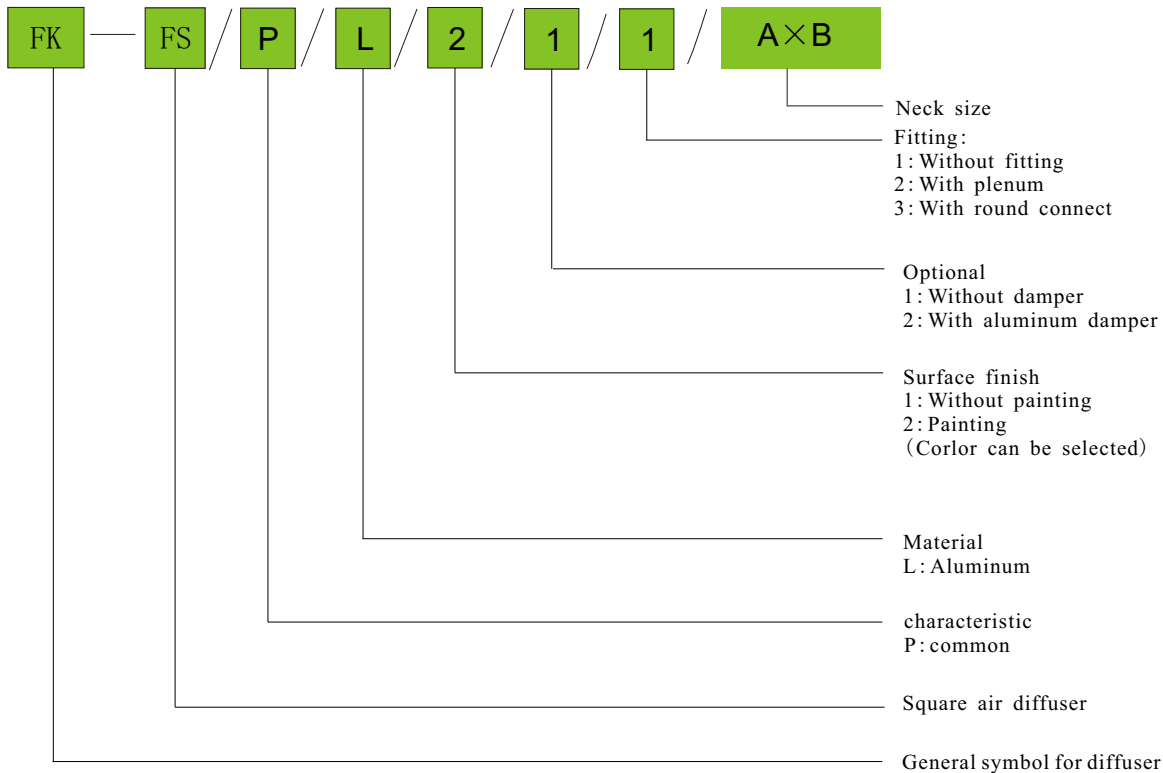 FK — FS / P / L / 2 / 1 / 1 / A×B
Neck size
Fitting:
1: Without fitting
2: With plenum
3: With round connect
Optional
1: Without damper
2: With aluminum damper
Surface finish
1: Without painting
2: Painting
(Corlor can be selected)
Material
L: Aluminum
characteristic
P: common
Square air diffuser
General symbol for diffuser